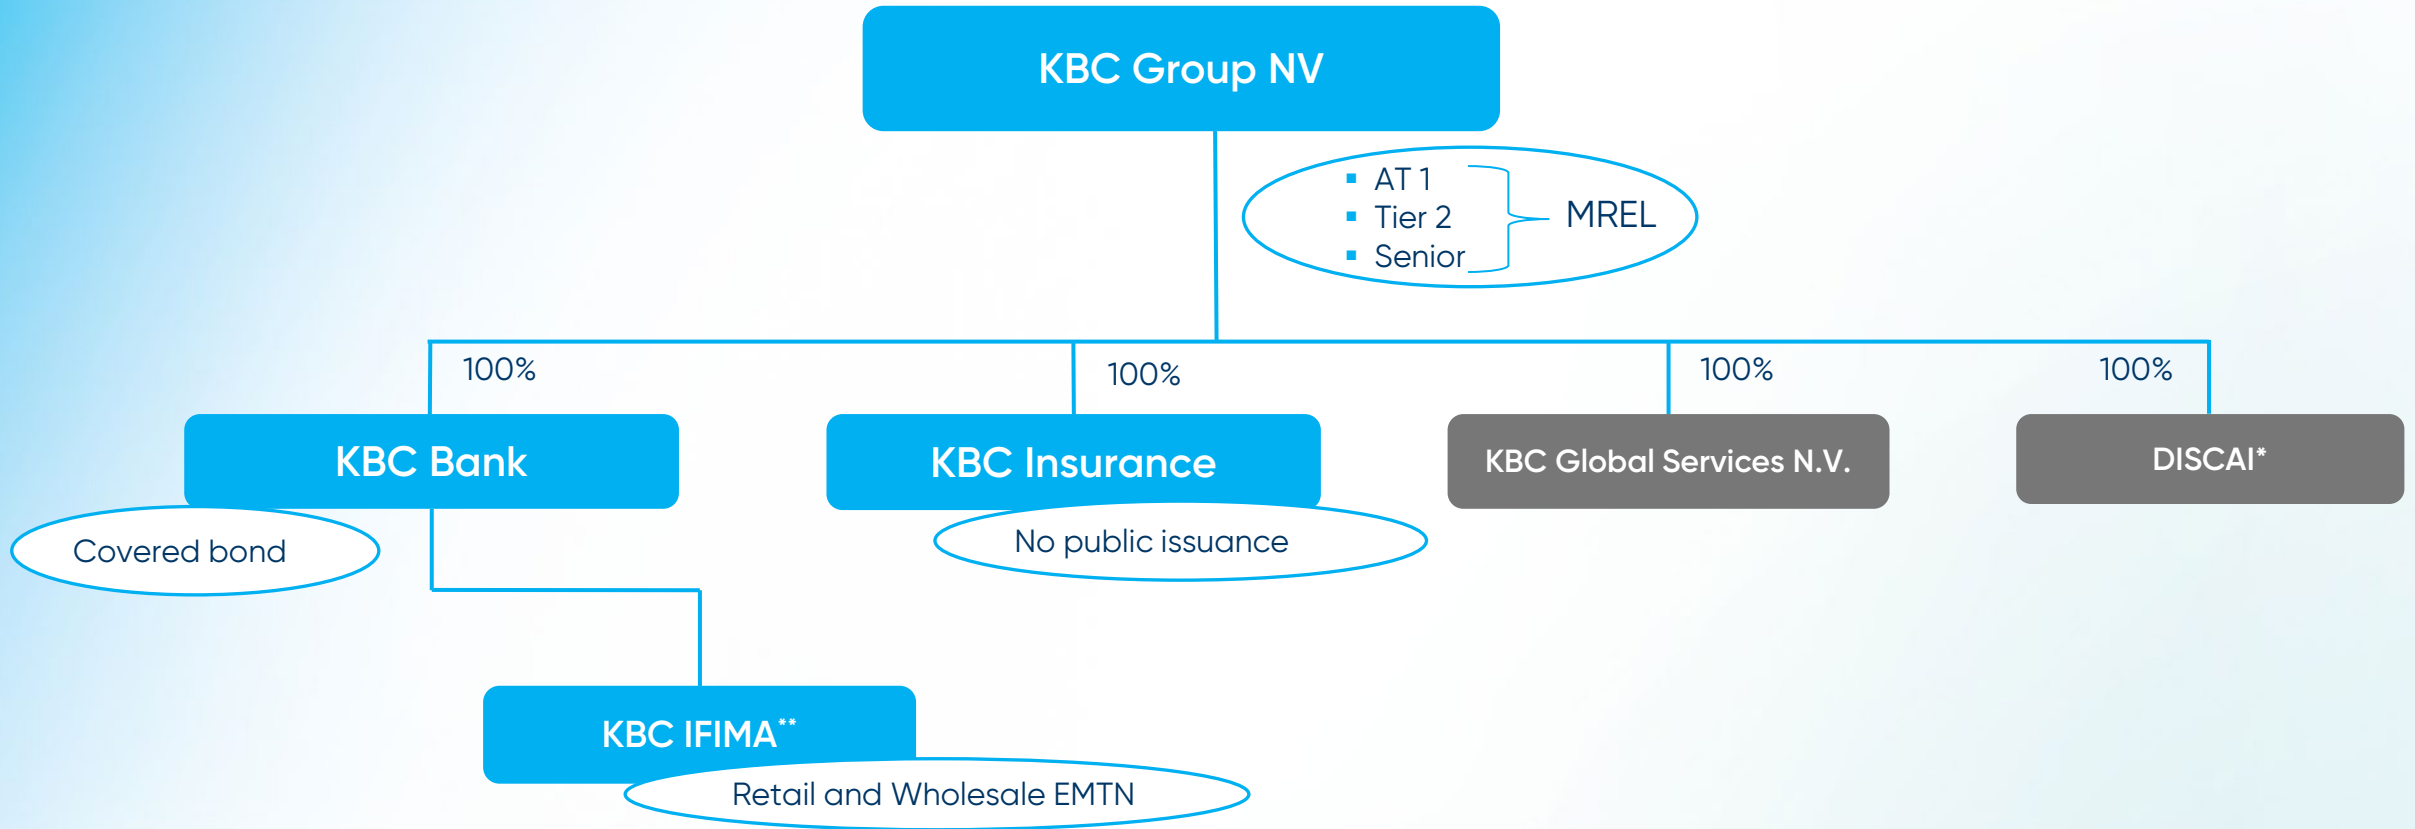 KBC Group NV
▪ AT 1
▪ Tier 2
▪ Senior
MREL
100%
100%
100%
100%
KBC Bank
KBC Insurance
KBC Global Services N.V.
DISCAI*
Covered bond
No public issuance
KBC IFIMA**
Retail and Wholesale EMTN